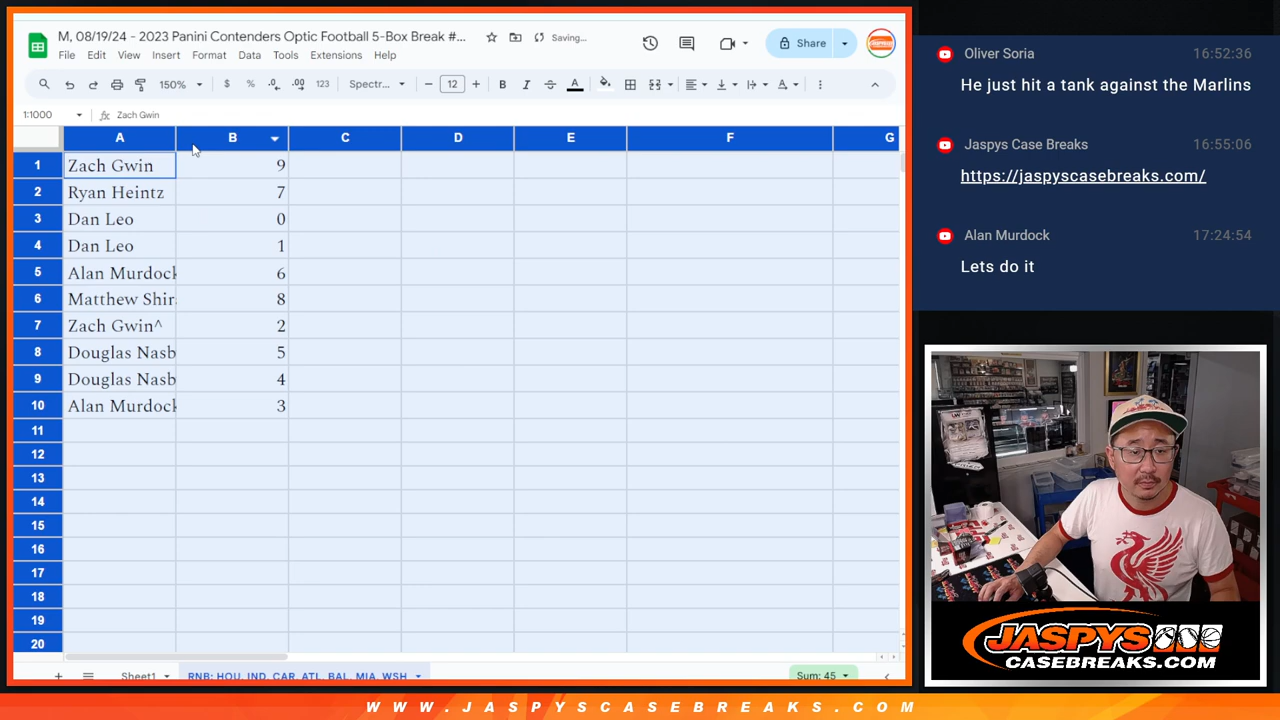 M, 08/19/24 - 2023 Panini Contenders Optic Football 5-Box Break #...
Saving...
File Edit View Insert Format Data Tools Extensions Help
Share
150% $ % .0 .00 123 Spectr... 12 B I A
1:1000 fx Zach Gwin
A B C D E F G
1 Zach Gwin 9
2 Ryan Heintz 7
3 Dan Leo 0
4 Dan Leo 1
5 Alan Murdock 6
6 Matthew Shir 8
7 Zach Gwin^ 2
8 Douglas Nasb 5
9 Douglas Nasb 4
10 Alan Murdock 3
11
12
13
14
15
16
17
18
19
20
Sheet1 RNB: HOU, IND, CAR, ATL, BAL, MIA, WSH Sum: 45
Oliver Soria 16:52:36
He just hit a tank against the Marlins
Jaspys Case Breaks 16:55:06
https://jaspyscasebreaks.com/
Alan Murdock 17:24:54
Lets do it
JASPYS
CASEBREAKS.COM
WWW.JASPYSCASEBREAKS.COM